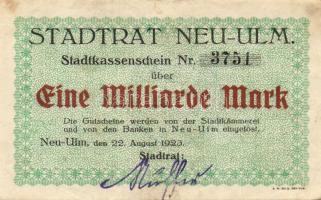 STADTRAT NEU-ULM.
Stadtkassenschein Nr. 3751
über
Eine Milliarde Mark
Die Gutscheine werden von der Stadtkämmerei
und von den Banken in Neu-Ulm eingelöst.
Neu-Ulm, den 22. August 1923.
Stadtrat: